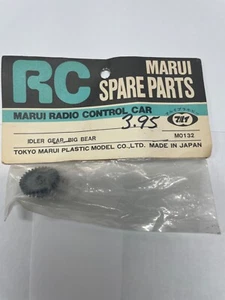 RC
MARUI
SPARE PARTS
MARUI RADIO CONTROL CAR
3.95
IDLER GEAR BIG BEAR
MO132
TOKYO MARUI PLASTIC MODEL CO.,LTD. MADE IN JAPAN